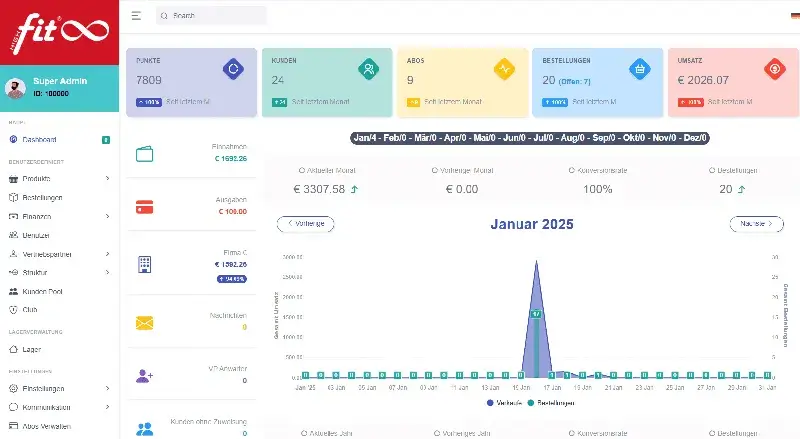 fit
Search
Super Admin
ID: 100000
Dashboard
Produkte
Bestellungen
Finanzen
Benutzer
Vertriebspartner
Struktur
Kunden Pool
Club
LAGERVERWALTUNG
Lager
EINSTELLUNGEN
Einstellungen
Kommunikation
Abos Verwalten
PUNKTE
7809
100% Seit letztem M
KUNDEN
24
24 Seit letztem Monat
ABOS
9
Seit letztem Monat
BESTELLUNGEN
20 (Offen: 7)
100% Seit letztem M
UMSATZ
€ 2026.07
100% Seit letztem M
Einnahmen
€ 1692.26
Ausgaben
€ 100.00
Firma €
€ 1592.26
Nachrichten
0
VP Anwärter
0
Kunden ohne Zuweisung
Jan/4 - Feb/0 - Mär/0 - Apr/0 - Mai/0 - Jun/0 - Jul/0 - Aug/0 - Sep/0 - Okt/0 - Nov/0 - Dez/0
Aktueller Monat
€ 3307.58
Vorheriger Monat
€ 0.00
Konversionsrate
100%
Bestellungen
20
Vorherige
Januar 2025
Nächste
3000.00
2500.00
2000.00
1500.00
1000.00
500.00
0.00
Gesamt Umsatz
30
25
20
15
10
5
0
Gesamt Bestellungen
Jan '25 03 Jan 05 Jan 07 Jan 09 Jan 11 Jan 13 Jan 15 Jan 17 Jan 19 Jan 21 Jan 23 Jan 25 Jan 27 Jan 29 Jan 31 Jan
Verkäufe Bestellungen
Aktuelles Jahr
Vorheriges Jahr
Konversionsrate
Bestellungen